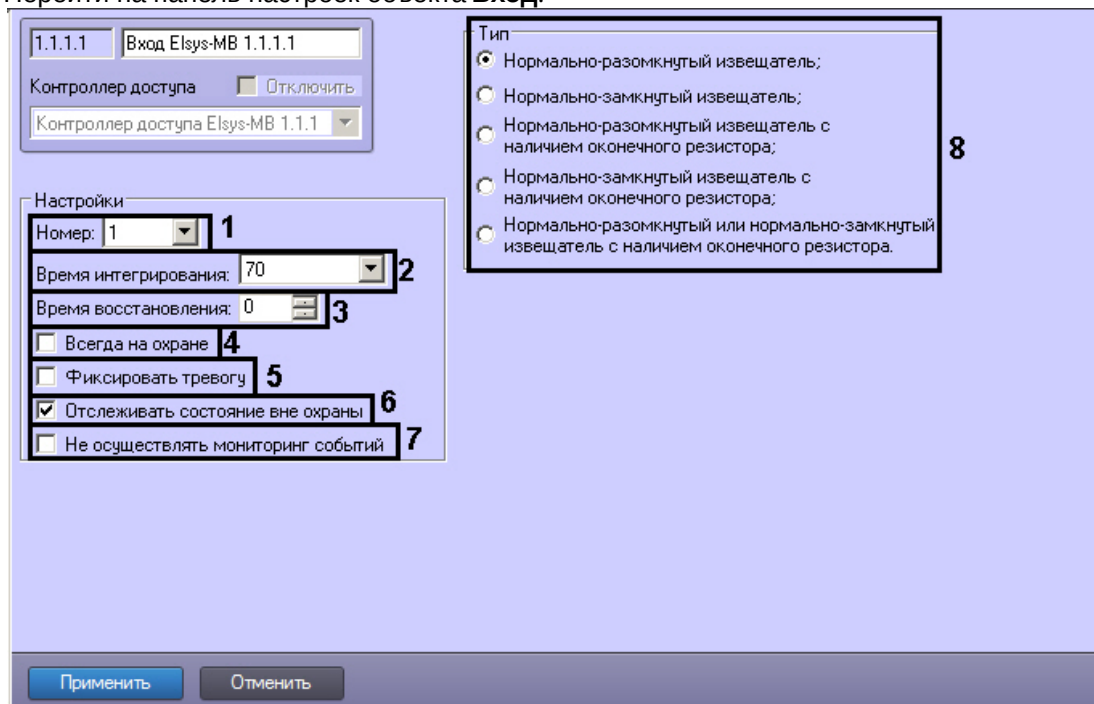 Перейти на панель настроек объекта Вход.
1.1.1.1 Вход Elsys-MB 1.1.1.1
Контроллер доступа Отключить
Контроллер доступа Elsys-MB 1.1.1
Настройки
Номер: 1 1
Время интегрирования: 70 2
Время восстановления: 0 3
Всегда на охране 4
Фиксировать тревогу 5
Отслеживать состояние вне охраны 6
Не осуществлять мониторинг событий 7
Тип
Нормально-разомкнутый извещатель;
Нормально-замкнутый извещатель;
Нормально-разомкнутый извещатель с
наличием оконечного резистора;
Нормально-замкнутый извещатель с
наличием оконечного резистора;
Нормально-разомкнутый или нормально-замкнутый
извещатель с наличием оконечного резистора.
8
Применить Отменить